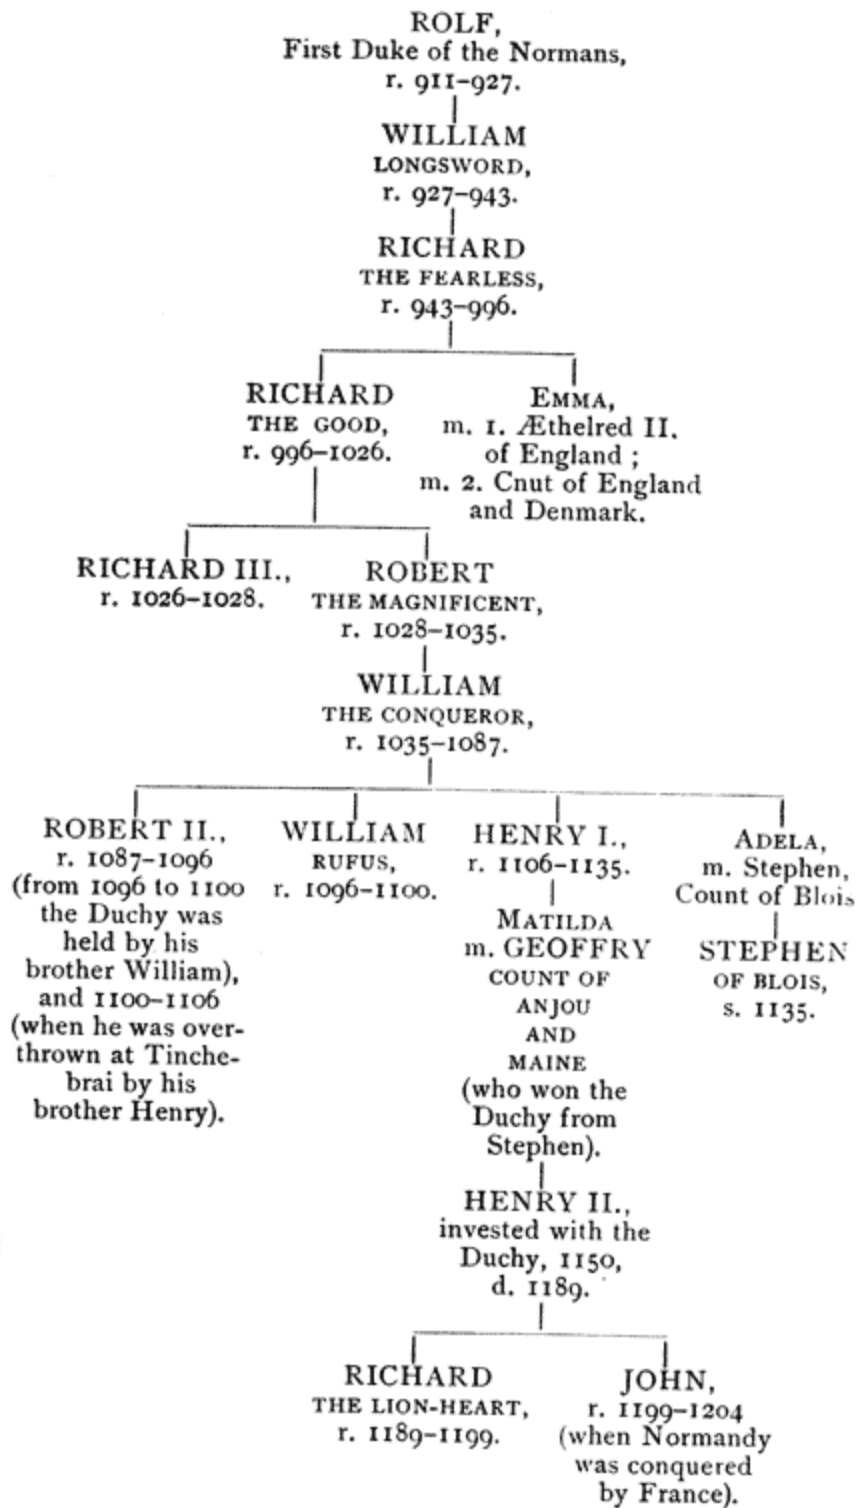 ROLF,
First Duke of the Normans,
r. 911–927.
WILLIAM
LONGSWORD,
r. 927–943.
RICHARD
THE FEARLESS,
r. 943–996.
RICHARD
THE GOOD,
r. 996–1026.
EMMA,
m. 1. Æthelred II.
of England ;
m. 2. Cnut of England
and Denmark.
RICHARD III.,
r. 1026–1028.
ROBERT
THE MAGNIFICENT,
r. 1028–1035.
WILLIAM
THE CONQUEROR,
r. 1035–1087.
ROBERT II.,
r. 1087–1096
(from 1096 to 1100
the Duchy was
held by his
brother William),
and 1100–1106
(when he was over-
thrown at Tinche-
brai by his
brother Henry).
WILLIAM
RUFUS,
r. 1096–1100.
HENRY I.,
r. 1106–1135.
MATILDA
m. GEOFFRY
COUNT OF
ANJOU
AND
MAINE
(who won the
Duchy from
Stephen).
ADELA,
m. Stephen,
Count of Blois
STEPHEN
OF BLOIS,
s. 1135.
HENRY II.,
invested with the
Duchy, 1150,
d. 1189.
RICHARD
THE LION-HEART,
r. 1189–1199.
JOHN,
r. 1199–1204
(when Normandy
was conquered
by France).